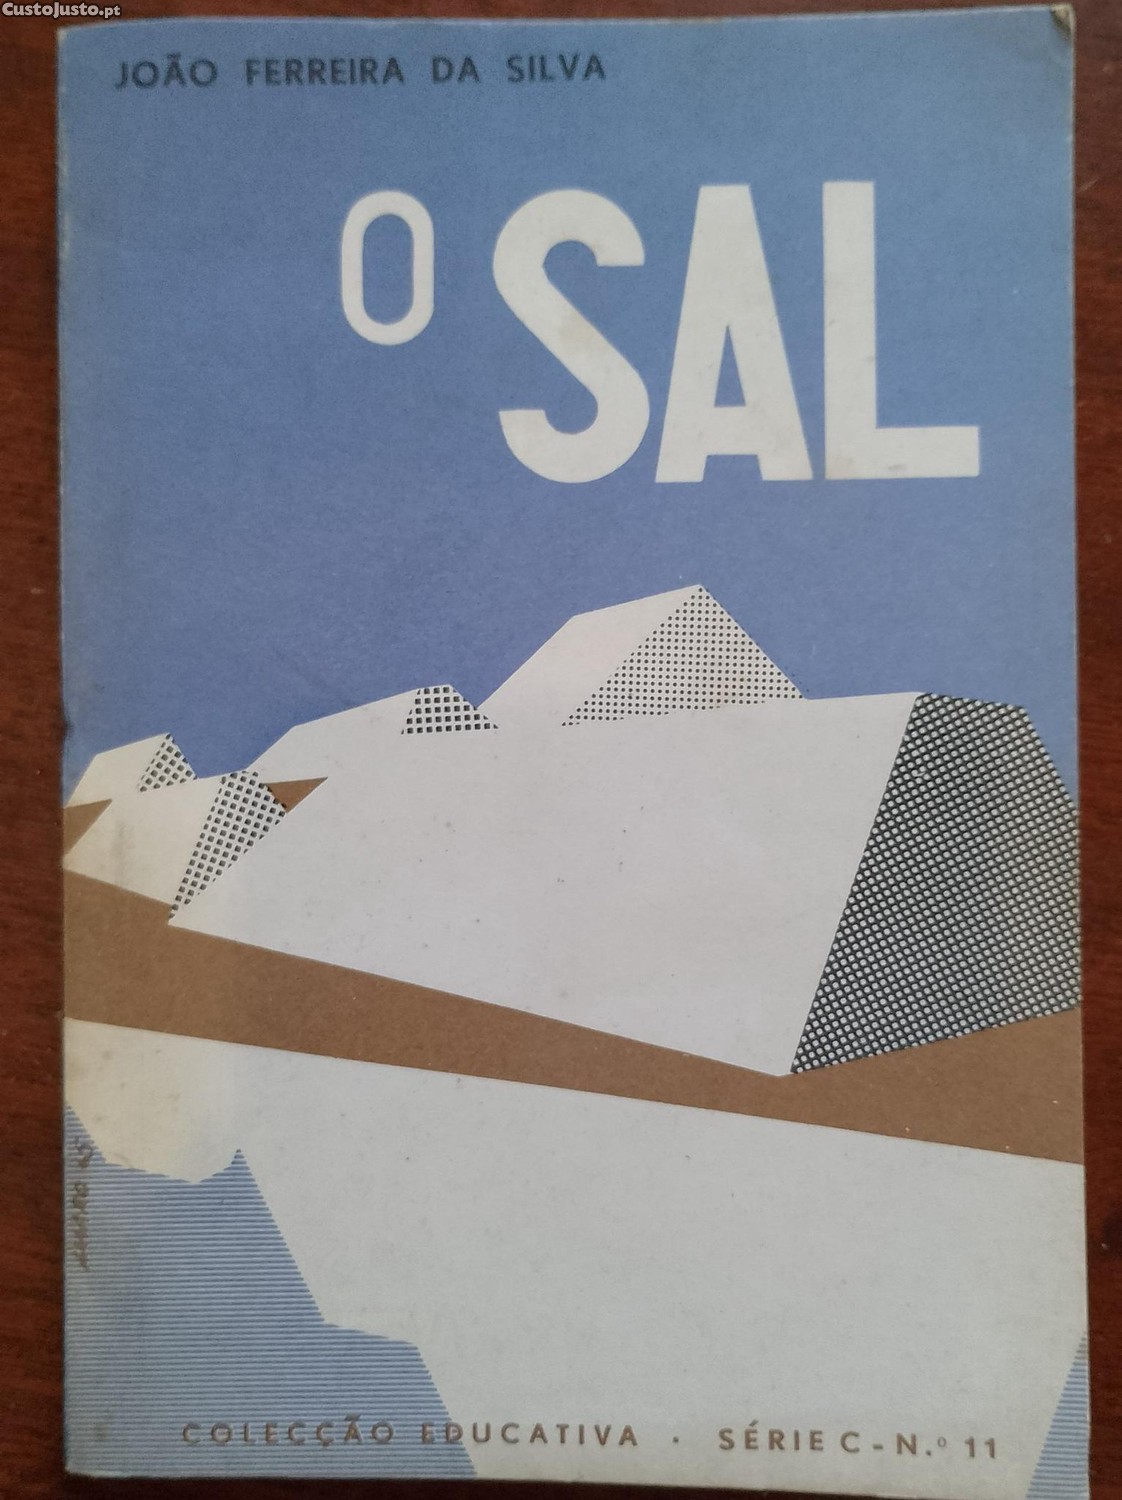 CustoJusto.pt
JOÃO FERREIRA DA SILVA
O SAL
COLECÇÃO EDUCATIVA · SÉRIE C - N.º 11